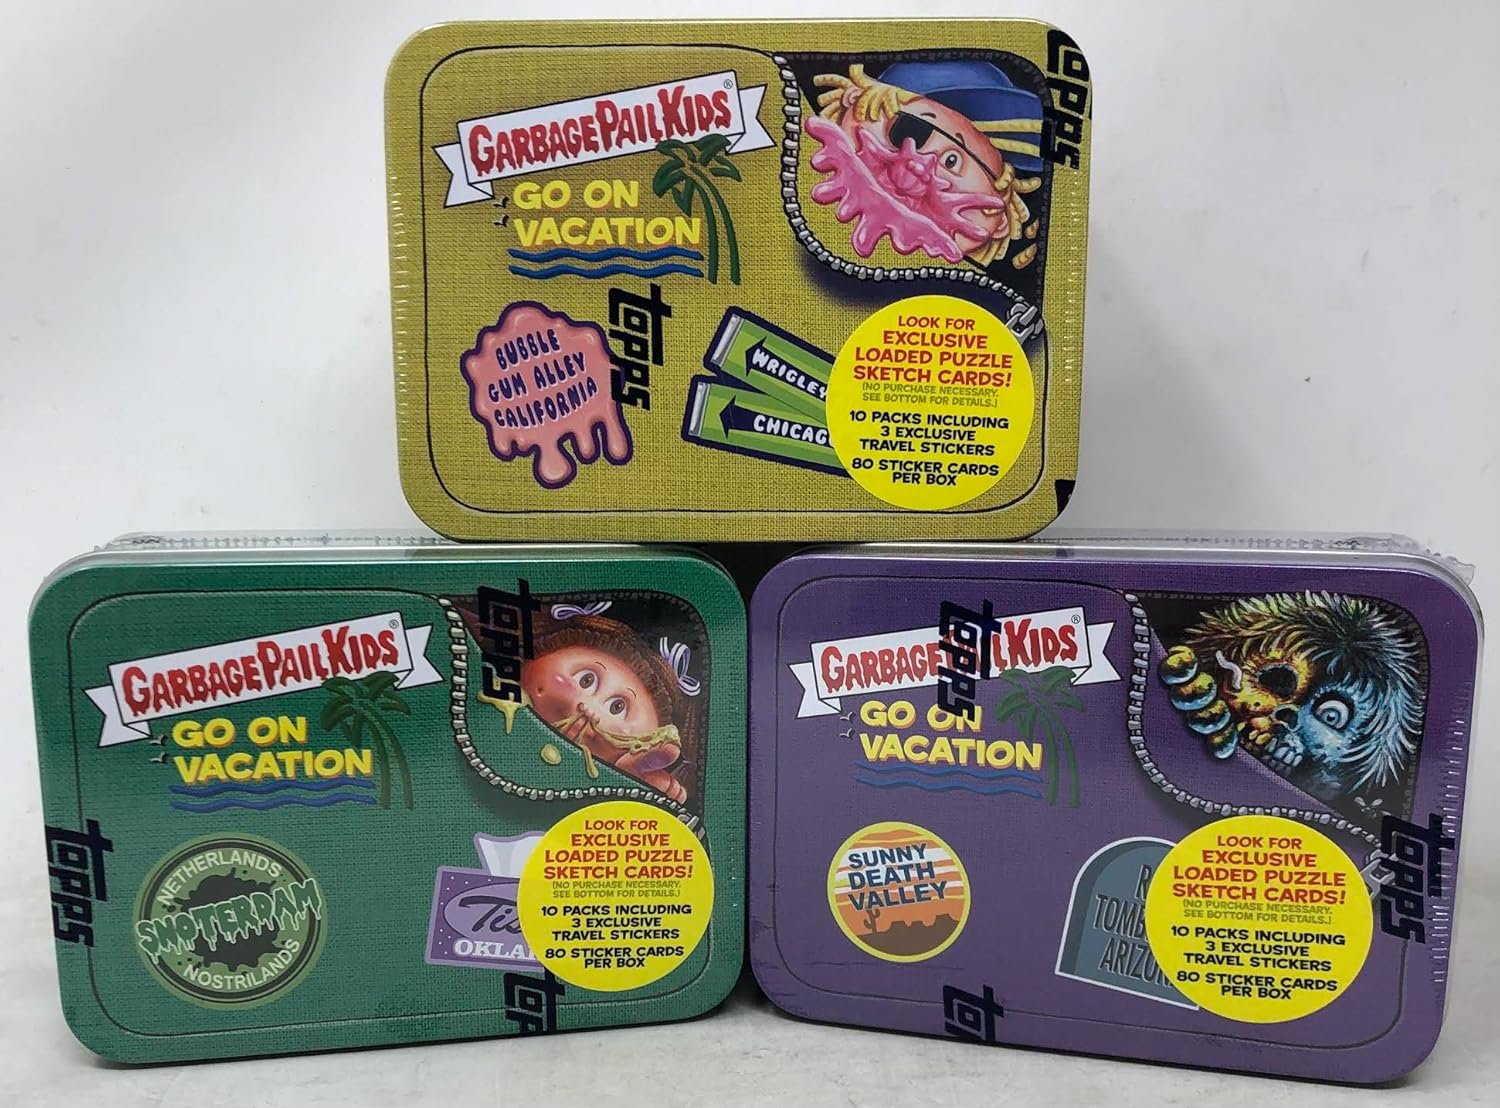 GARBAGE PAIL KIDS®
GO ON
VACATION
BUBBLE
GUM ALLEY
CALIFORNIA
WRIGLEY
CHICAG
LOOK FOR
EXCLUSIVE
LOADED PUZZLE
SKETCH CARDS!
(NO PURCHASE NECESSARY.
SEE BOTTOM FOR DETAILS.)
10 PACKS INCLUDING
3 EXCLUSIVE
TRAVEL STICKERS
80 STICKER CARDS
PER BOX
topps
topps
GARBAGE PAIL KIDS®
GO ON
VACATION
NETHERLANDS
SNOTERDAM
NOSTRILANDS
Tis
OKLA
LOOK FOR
EXCLUSIVE
LOADED PUZZLE
SKETCH CARDS!
(NO PURCHASE NECESSARY.
SEE BOTTOM FOR DETAILS.)
10 PACKS INCLUDING
3 EXCLUSIVE
TRAVEL STICKERS
80 STICKER CARDS
PER BOX
topps
topps
top
GARBAGE PAIL KIDS®
GO ON
VACATION
SUNNY
DEATH
VALLEY
TOMB
ARIZON
LOOK FOR
EXCLUSIVE
LOADED PUZZLE
SKETCH CARDS!
(NO PURCHASE NECESSARY.
SEE BOTTOM FOR DETAILS.)
10 PACKS INCLUDING
3 EXCLUSIVE
TRAVEL STICKERS
80 STICKER CARDS
PER BOX
topps
topps
to